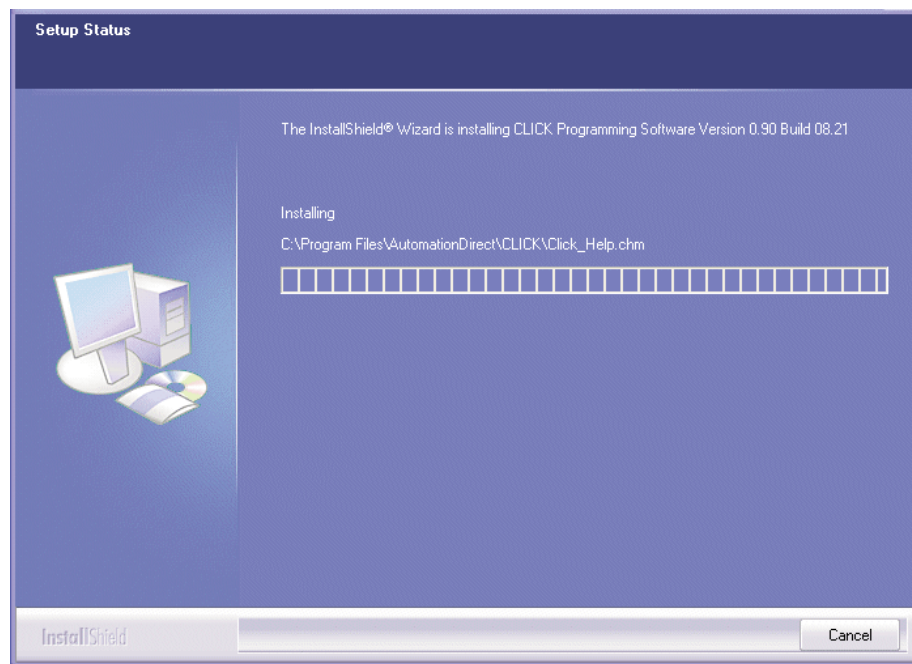 Setup Status
The InstallShield® Wizard is installing CLICK Programming Software Version 0.90 Build 08.21
Installing
C:\Program Files\AutomationDirect\CLICK\Click_Help.chm
InstallShield
Cancel